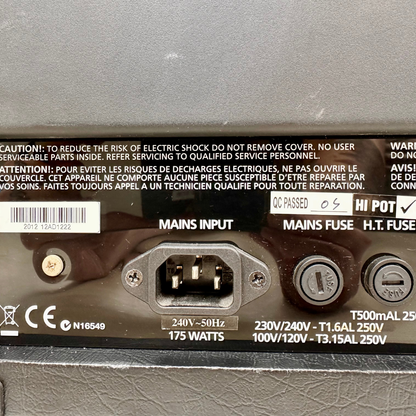 CAUTION!: TO REDUCE THE RISK OF ELECTRIC SHOCK DO NOT REMOVE COVER. NO USER
SERVICEABLE PARTS INSIDE. REFER SERVICING TO QUALIFIED SERVICE PERSONNEL.
ATTENTION!: POUR EVITER LES RISQUES DE DECHARGES ELECTRIQUES, NE PAS OUVRIR LE
COUVERCLE. CET APPAREIL NE COMPORTE AUCUNE PIECE SUSCEPTIBLE D'ETRE REPAREE PAR
VOS SOINS. FAITES TOUJOURS APPEL A UN TECHNICIEN QUALIFIE POUR TOUTE REPARATION.
WARN
AVIS!
2012 12AD1222
QC PASSED
HI POT ✓
MAINS INPUT
MAINS FUSE
H.T. FUSE
CE
N16549
240V~50Hz
175 WATTS
230V/240V - T1.6AL 250V
100V/120V - T3.15AL 250V
T500mAL 250